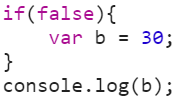 if(false){
    var b = 30;
}
console.log(b);